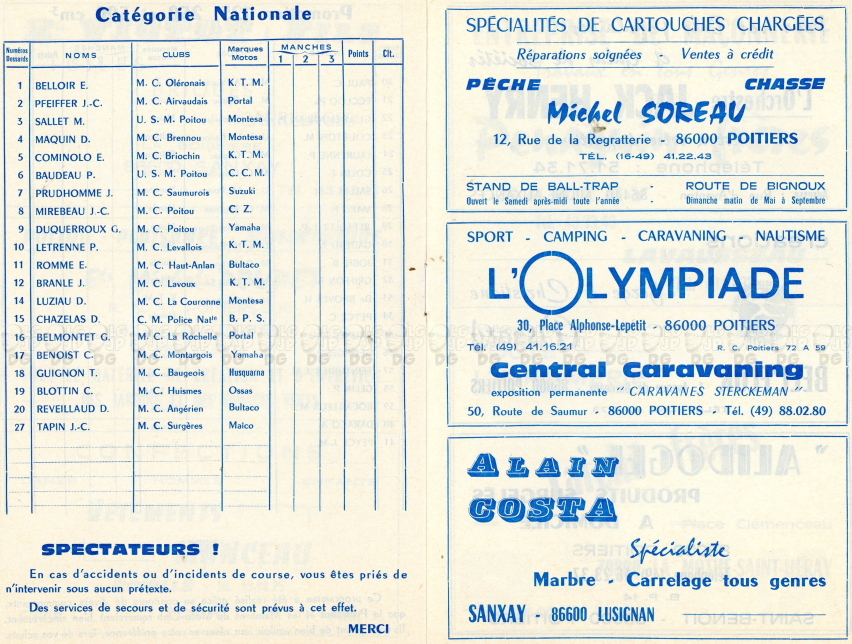 Catégorie Nationale
Numéros Dossards NOMS CLUBS Marques Motos MANCHES 1 2 3 Points Clt.
1 BELLOIR E. M. C. Oléronais K. T. M.
2 PFEIFFER J.-C. M. C. Airvaudais Portal
3 SALLET M. U. S. M. Poitou Montesa
4 MAQUIN D. M. C. Brennou Montesa
5 COMINOLO E. M. C. Briochin K. T. M.
6 BAUDEAU P. U. S. M. Poitou C. C. M.
7 PRUDHOMME J. M. C. Saumurois Suzuki
8 MIREBEAU J.-C. M. C. Poitou C. Z.
9 DUQUERROUX G. M. C. Poitou Yamaha
10 LETRENNE P. M. C. Levallois K. T. M.
11 ROMME E. M. C. Haut-Anlan Bultaco
12 BRANLE J. M. C. Lavoux K. T. M.
14 LUZIAU D. M. C. La Couronne Montesa
15 CHAZELAS D. C. M. Police Natle B. P. S.
16 BELMONTET G. M. C. La Rochelle Portal
17 BENOIST C. M. C. Montargois Yamaha
18 GUIGNON T. M. C. Baugeois Husquarna
19 BLOTTIN C. M. C. Huismes Ossas
20 REVEILLAUD D. M. C. Angérien Bultaco
27 TAPIN J.-C. M. C. Surgères Maico
SPECTATEURS !
En cas d'accidents ou d'incidents de course, vous êtes priés de
n'intervenir sous aucun prétexte.
Des services de secours et de sécurité sont prévus à cet effet.
MERCI
SPÉCIALITÉS DE CARTOUCHES CHARGÉES
Réparations soignées - Ventes à crédit
PÊCHE CHASSE
Michel SOREAU
12, Rue de la Regratterie - 86000 POITIERS
TÉL. (16-49) 41.22.43
STAND DE BALL-TRAP - ROUTE DE BIGNOUX
Ouvert le Samedi après-midi toute l'année Dimanche matin de Mai à Septembre
SPORT - CAMPING - CARAVANING - NAUTISME
L'OLYMPIADE
30, Place Alphonse-Lepetit - 86000 POITIERS
Tél. (49) 41.16.21 R. C. Poitiers 72 A 59
Central Caravaning
exposition permanente "CARAVANES STERCKEMAN"
50, Route de Saumur - 86000 POITIERS - Tél. (49) 88.02.80
ALAIN
COSTA
Spécialiste
Marbre - Carrelage tous genres
SANXAY - 86600 LUSIGNAN